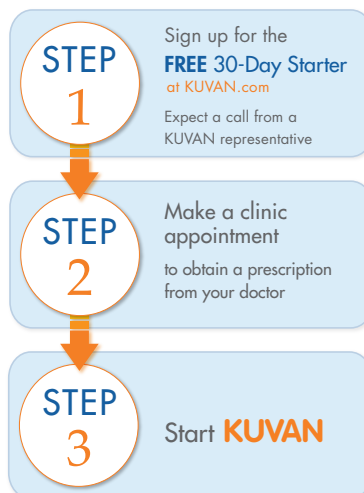 STEP
1
Sign up for the
FREE 30-Day Starter
at KUVAN.com
Expect a call from a
KUVAN representative
STEP
2
Make a clinic
appointment
to obtain a prescription
from your doctor
STEP
3
Start KUVAN